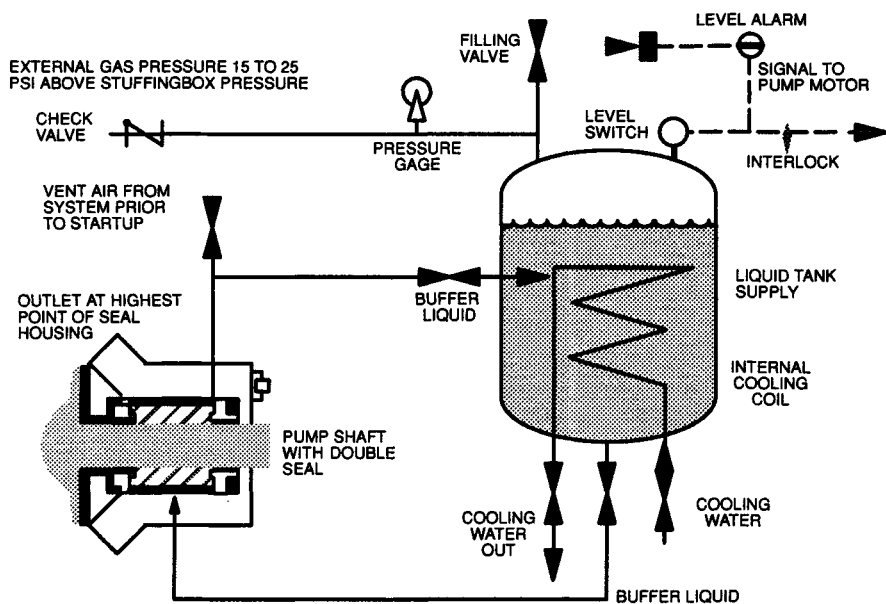 LEVEL ALARM
FILLING
VALVE
EXTERNAL GAS PRESSURE 15 TO 25
PSI ABOVE STUFFINGBOX PRESSURE
SIGNAL TO
PUMP MOTOR
CHECK
VALVE
PRESSURE
GAGE
LEVEL
SWITCH
INTERLOCK
VENT AIR FROM
SYSTEM PRIOR
TO STARTUP
BUFFER
LIQUID
LIQUID TANK
SUPPLY
OUTLET AT HIGHEST
POINT OF SEAL
HOUSING
INTERNAL
COOLING
COIL
PUMP SHAFT
WITH DOUBLE
SEAL
COOLING
WATER
OUT
COOLING
WATER
BUFFER LIQUID